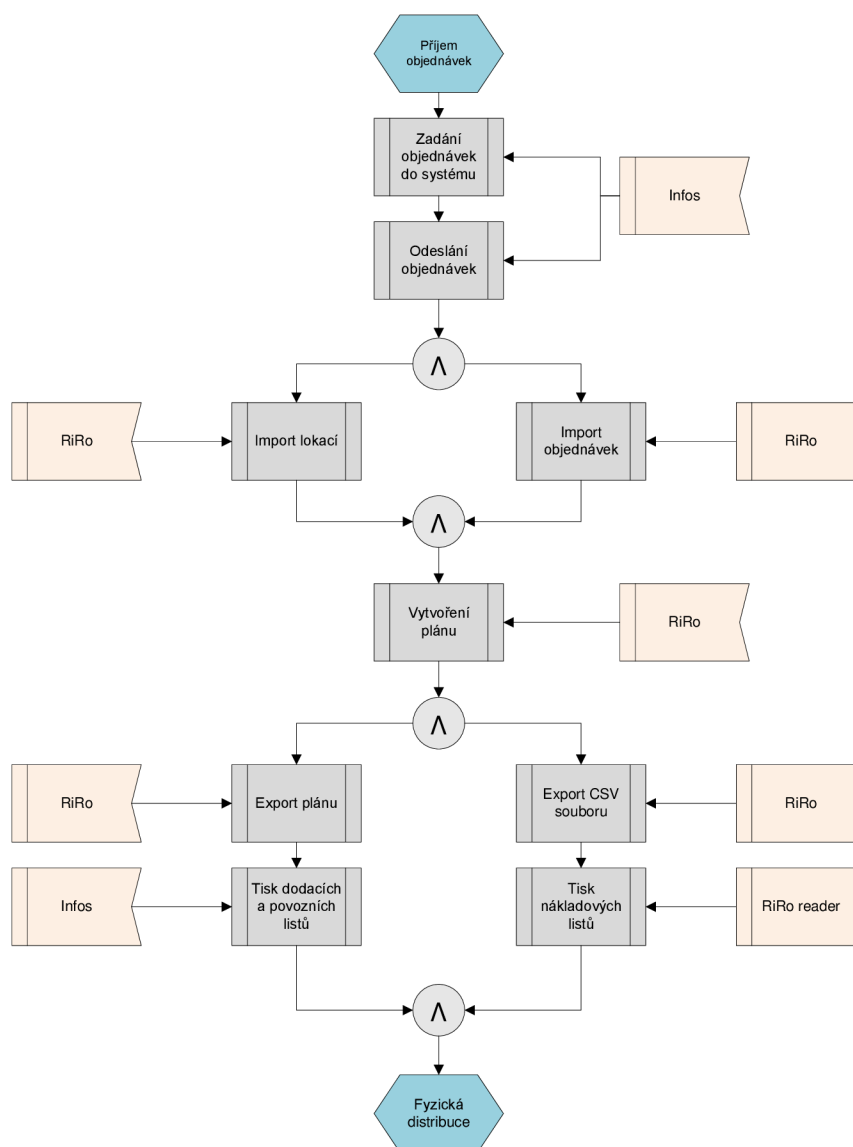 Příjem
objednávek
Zadání
objednávek
do systému
Infos
Odeslání
objednávek
Λ
RiRo
Import lokací
Import
objednávek
RiRo
Λ
Vytvoření
plánu
RiRo
Λ
RiRo
Export plánu
Export CSV
souboru
RiRo
Infos
Tisk dodacích
a povozních
listů
Tisk
nákladových
listů
RiRo reader
Λ
Fyzická
distribuce